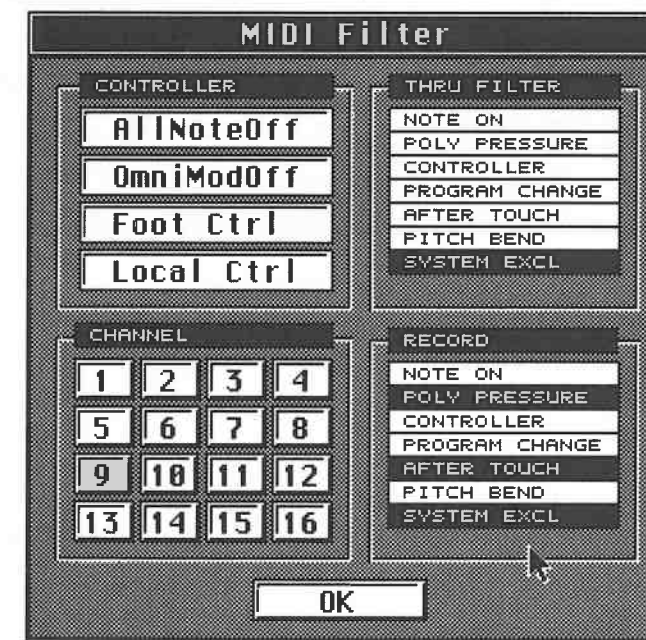 MIDI Filter
CONTROLLER
AllNoteOff
OmniModOff
Foot Ctrl
Local Ctrl
THRU FILTER
NOTE ON
POLY PRESSURE
CONTROLLER
PROGRAM CHANGE
AFTER TOUCH
PITCH BEND
SYSTEM EXCL
CHANNEL
1 2 3 4
5 6 7 8
9 10 11 12
13 14 15 16
RECORD
NOTE ON
POLY PRESSURE
CONTROLLER
PROGRAM CHANGE
AFTER TOUCH
PITCH BEND
SYSTEM EXCL
OK